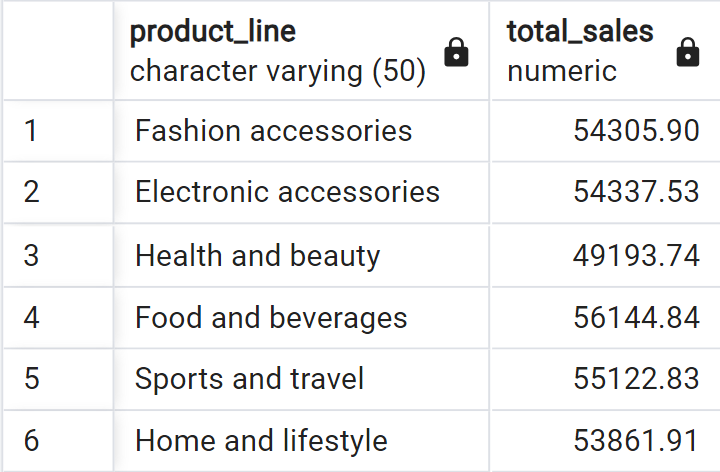 product_line total_sales
character varying (50) numeric
1 Fashion accessories 54305.90
2 Electronic accessories 54337.53
3 Health and beauty 49193.74
4 Food and beverages 56144.84
5 Sports and travel 55122.83
6 Home and lifestyle 53861.91